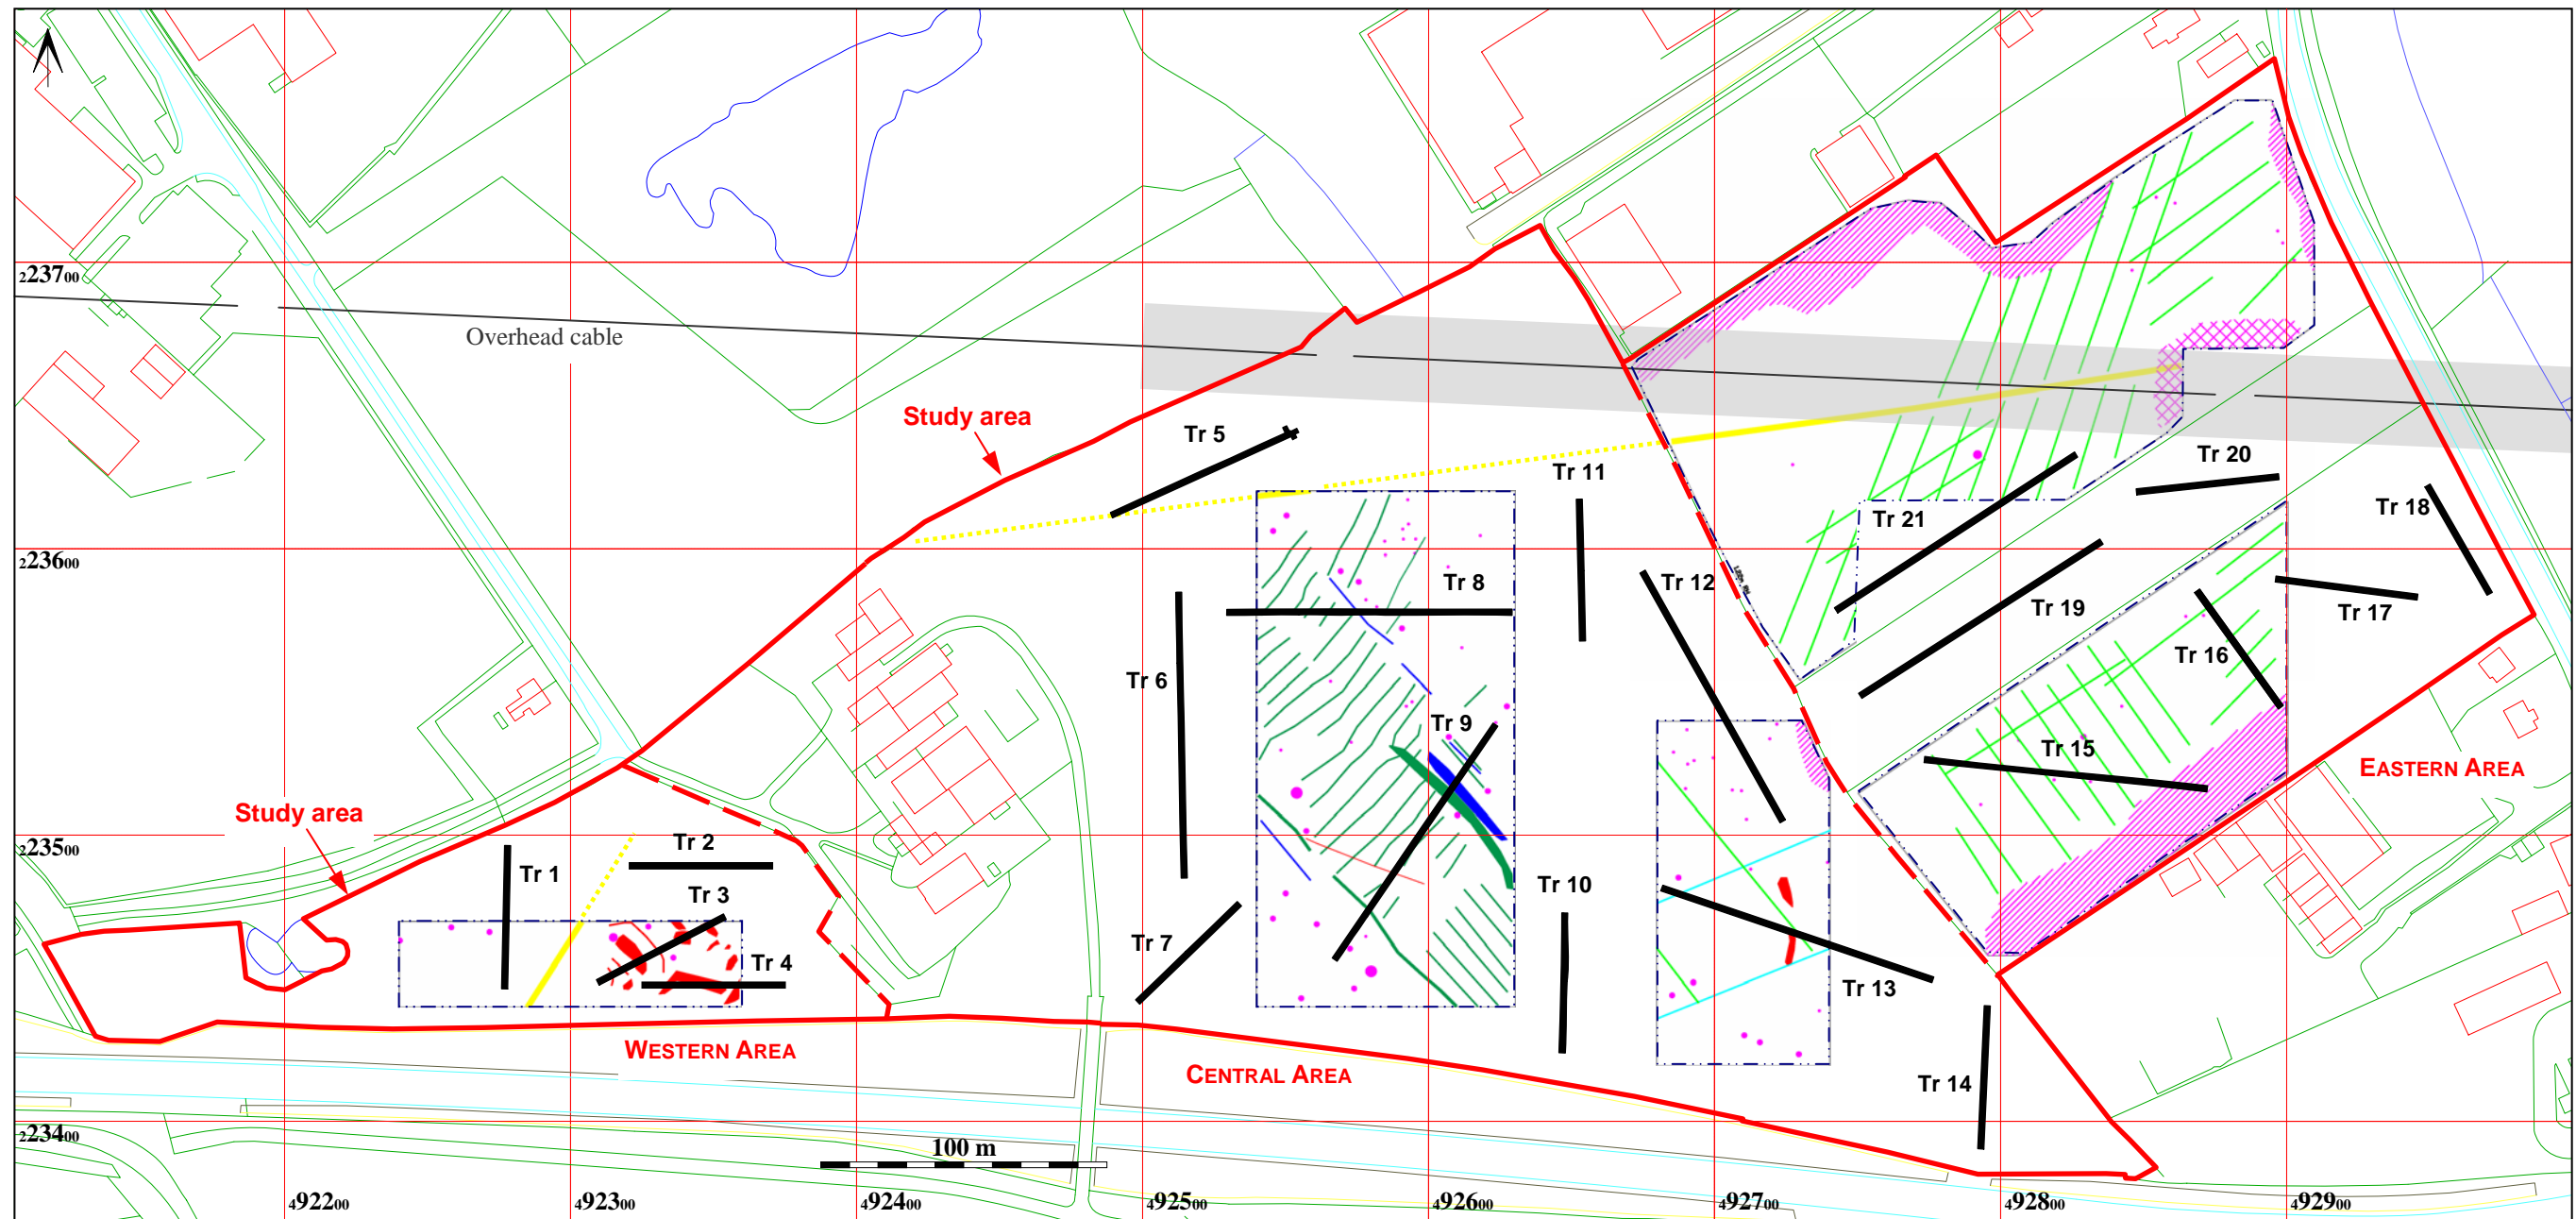 223700
Overhead cable
Study area
Tr 5
Tr 11
Tr 20
Tr 18
Tr 21
223600
Tr 8
Tr 12
Tr 19
Tr 17
Tr 6
Tr 16
Tr 9
Tr 15
EASTERN AREA
Study area
223500
Tr 2
Tr 1
Tr 3
Tr 10
Tr 7
Tr 4
Tr 13
WESTERN AREA
CENTRAL AREA
Tr 14
223400
100 m
492200
492300
492400
492500
492600
492700
492800
492900